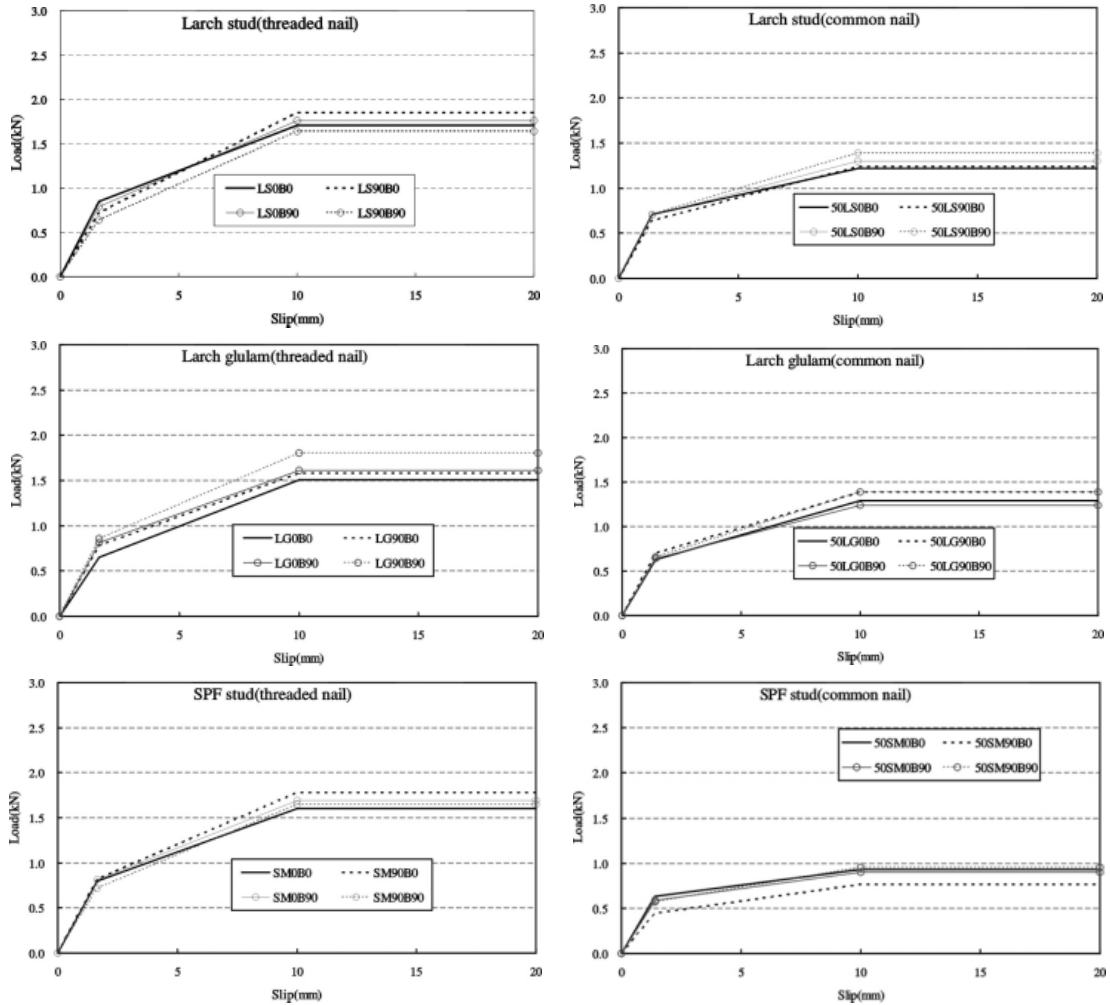 Larch stud(threaded nail)
3.0
2.5
2.0
1.5
1.0
0.5
0.0
Load(kN)
LS0B0 LS90B0
LS0B90 LS90B90
0 5 10 15 20
Slip(mm)
Larch stud(common nail)
3.0
2.5
2.0
1.5
1.0
0.5
0.0
Load(kN)
50LS0B0 50LS90B0
50LS0B90 50LS90B90
0 5 10 15 20
Slip(mm)
Larch glulam(threaded nail)
3.0
2.5
2.0
1.5
1.0
0.5
0.0
Load(kN)
LG0B0 LG90B0
LG0B90 LG90B90
0 5 10 15 20
Slip(mm)
Larch glulam(common nail)
3.0
2.5
2.0
1.5
1.0
0.5
0.0
Load(kN)
50LG0B0 50LG90B0
50LG0B90 50LG90B90
0 5 10 15 20
Slip(mm)
SPF stud(threaded nail)
3.0
2.5
2.0
1.5
1.0
0.5
0.0
Load(kN)
SM0B0 SM90B0
SM0B90 SM90B90
0 5 10 15 20
Slip(mm)
SPF stud(common nail)
3.0
2.5
2.0
1.5
1.0
0.5
0.0
Load(kN)
50SM0B0 50SM90B0
50SM0B90 50SM90B90
0 5 10 15 20
Slip(mm)